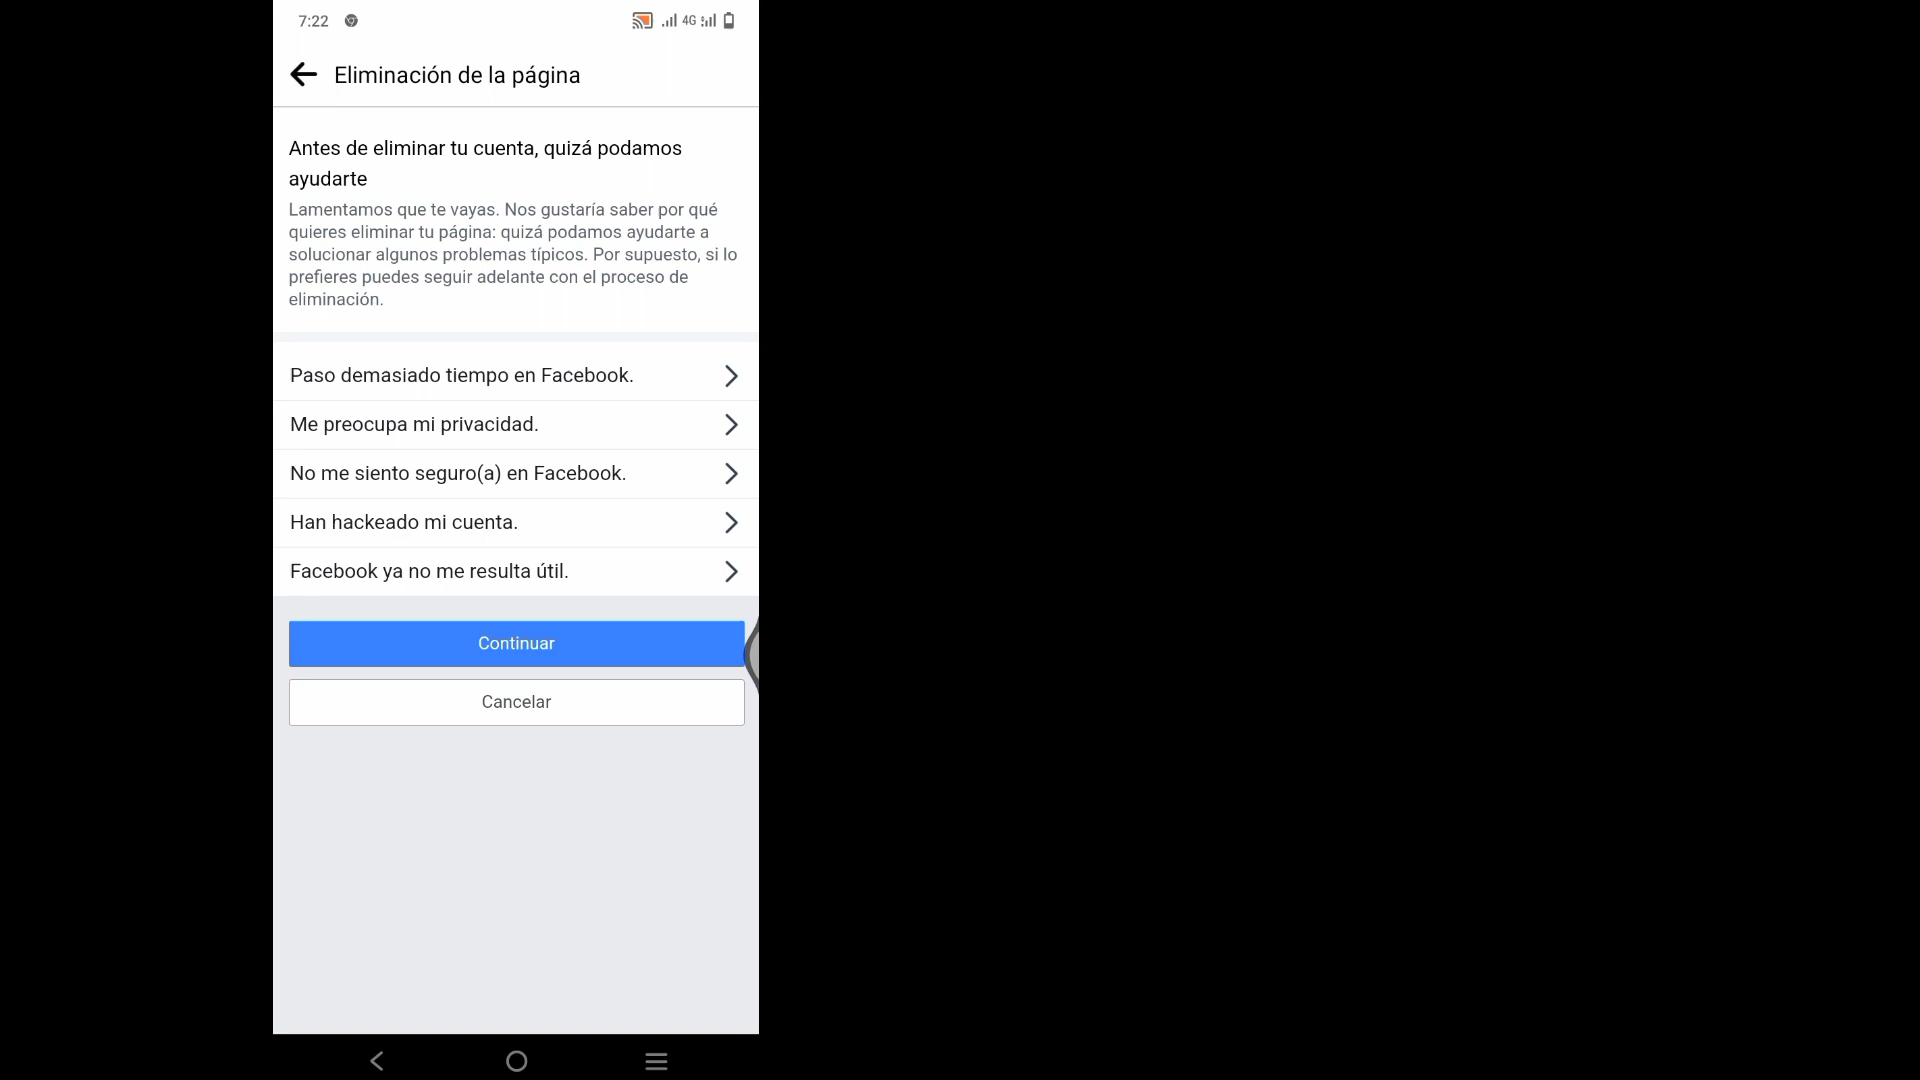 7:22
4G
Eliminación de la página
Antes de eliminar tu cuenta, quizá podamos
ayudarte
Lamentamos que te vayas. Nos gustaría saber por qué
quieres eliminar tu página: quizá podamos ayudarte a
solucionar algunos problemas típicos. Por supuesto, si lo
prefieres puedes seguir adelante con el proceso de
eliminación.
Paso demasiado tiempo en Facebook.
Me preocupa mi privacidad.
No me siento seguro(a) en Facebook.
Han hackeado mi cuenta.
Facebook ya no me resulta útil.
Continuar
Cancelar